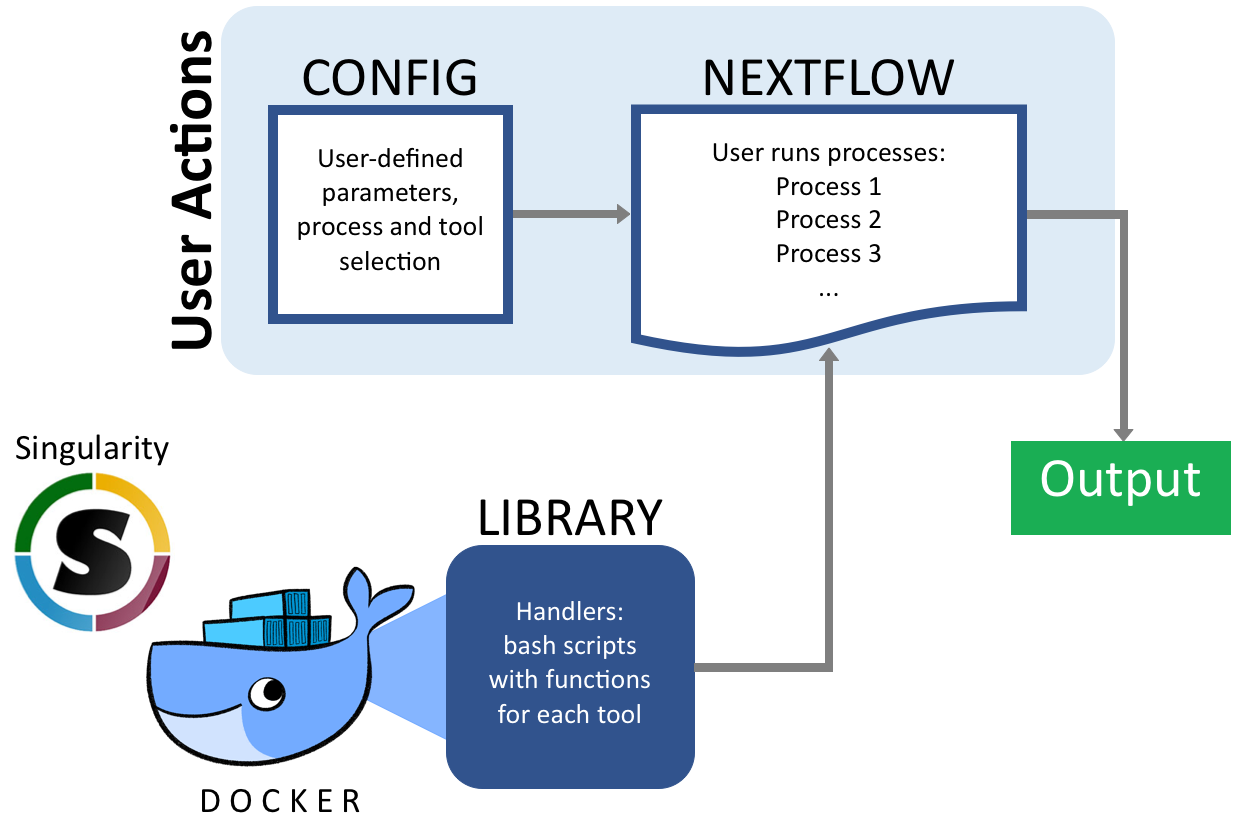 User Actions
CONFIG
User-defined
parameters,
process and tool
selection
NEXTFLOW
User runs processes:
Process 1
Process 2
Process 3
...
Output
Singularity
S
DOCKER
LIBRARY
Handlers:
bash scripts
with functions
for each tool